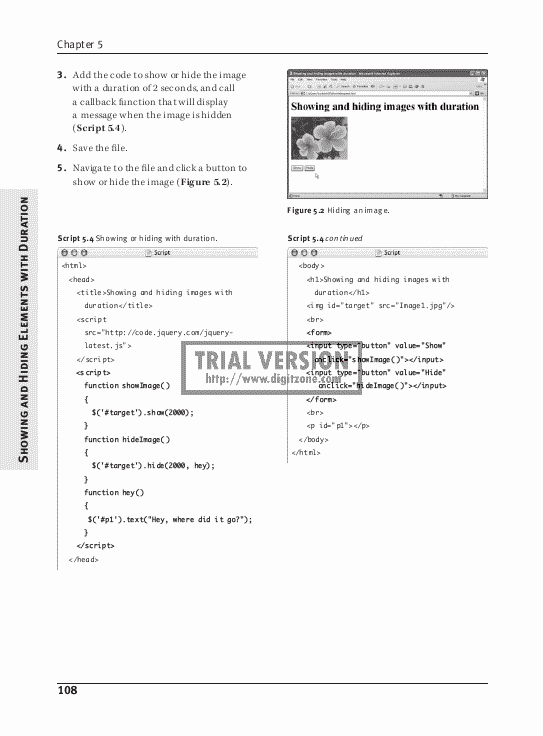 Chapter 5
3. Add the code to show or hide the image
with a duration of 2 seconds, and call
a callback function that will display
a message when the image is hidden
(Script 5.4).
4. Save the file.
5. Navigate to the file and click a button to
show or hide the image (Figure 5.2).
Showing and hiding images with duration
Figure 5.2 Hiding an image.
SHOWING AND HIDING ELEMENTS WITH DURATION
Script 5.4 Showing or hiding with duration.
Script
<html>
<head>
<title>Showing and hiding images with
duration</title>
<script
src="http://code.jquery.com/jquery-
latest.js">
</script>
<script>
function showImage()
{
$('#target').show(2000);
}
function hideImage()
{
$('#target').hide(2000, hey);
}
function hey()
{
$('#p1').text("Hey, where did it go?");
}
</script>
</head>
Script 5.4 continued
Script
<body>
<h1>Showing and hiding images with
duration</h1>
<img id="target" src="Image1.jpg"/>
<br>
<form>
<input type="button" value="Show"
onclick="showImage()"></input>
<input type="button" value="Hide"
onclick="hideImage()"></input>
</form>
<br>
<p id="p1"></p>
</body>
</html>
TRIAL VERSION
http://www.digitzone.com
108